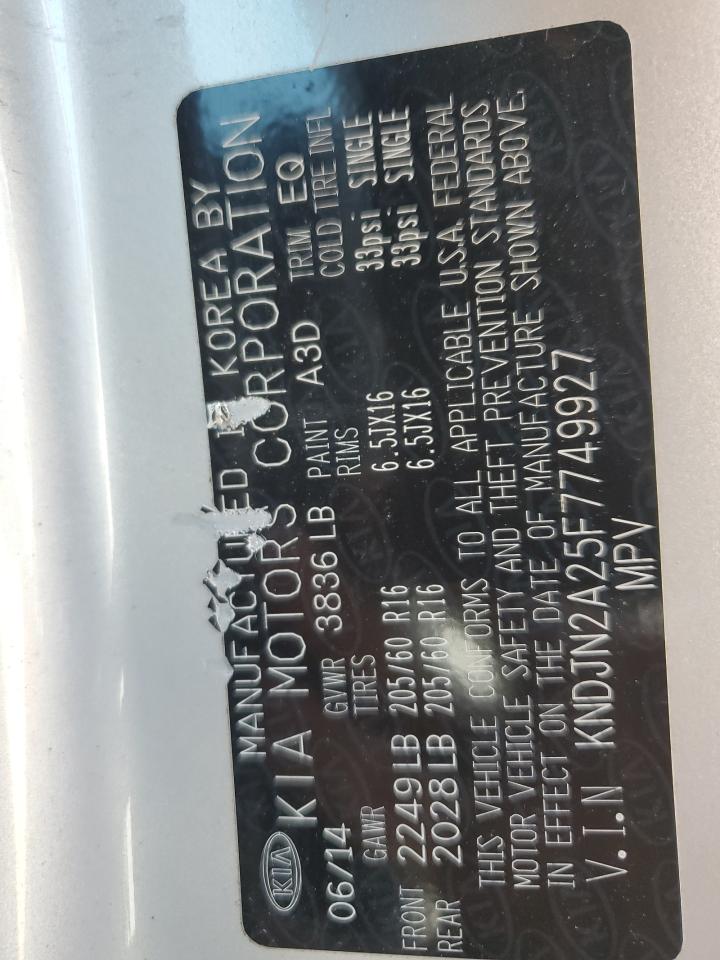 KIA MANUFACTURED KOREA BY
KIA MOTORS CORPORATION
06/14 GVWR 3836 LB PAINT A3D TRIM EQ
GAWR TIRES RIMS COLD TIRE INFL
FRONT 2249 LB 205/60 R16 6.5JX16 33psi SINGLE
REAR 2028 LB 205/60 R16 6.5JX16 33psi SINGLE
THIS VEHICLE CONFORMS TO ALL APPLICABLE U.S.A. FEDERAL
MOTOR VEHICLE SAFETY AND THEFT PREVENTION STANDARDS
IN EFFECT ON THE DATE OF MANUFACTURE SHOWN ABOVE.
V.I.N KNDJN2A25F7749927
MPV